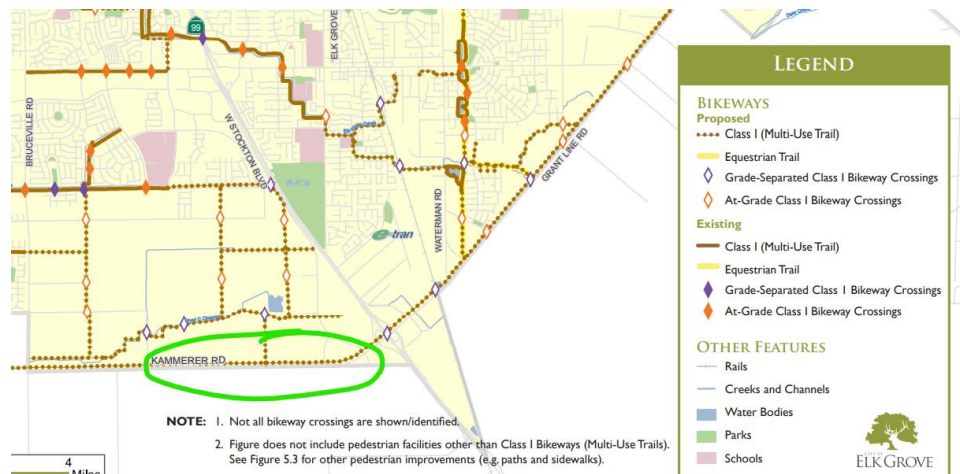 99
ELK GROVE
BRUCEVILLE RD
W STOCKTON BLVD
GRANT LINE RD
WATERMAN RD
e-tran
KAMMERER RD
NOTE: 1. Not all bikeway crossings are shown/identified.
2. Figure does not include pedestrian facilities other than Class I Bikeways (Multi-Use Trails).
See Figure 5.3 for other pedestrian improvements (e.g. paths and sidewalks).
4
Miles
LEGEND
BIKEWAYS
Proposed
Class I (Multi-Use Trail)
Equestrian Trail
Grade-Separated Class I Bikeway Crossings
At-Grade Class I Bikeway Crossings
Existing
Class I (Multi-Use Trail)
Equestrian Trail
Grade-Separated Class I Bikeway Crossings
At-Grade Class I Bikeway Crossings
OTHER FEATURES
Rails
Creeks and Channels
Water Bodies
Parks
Schools
CITY OF
ELK GROVE